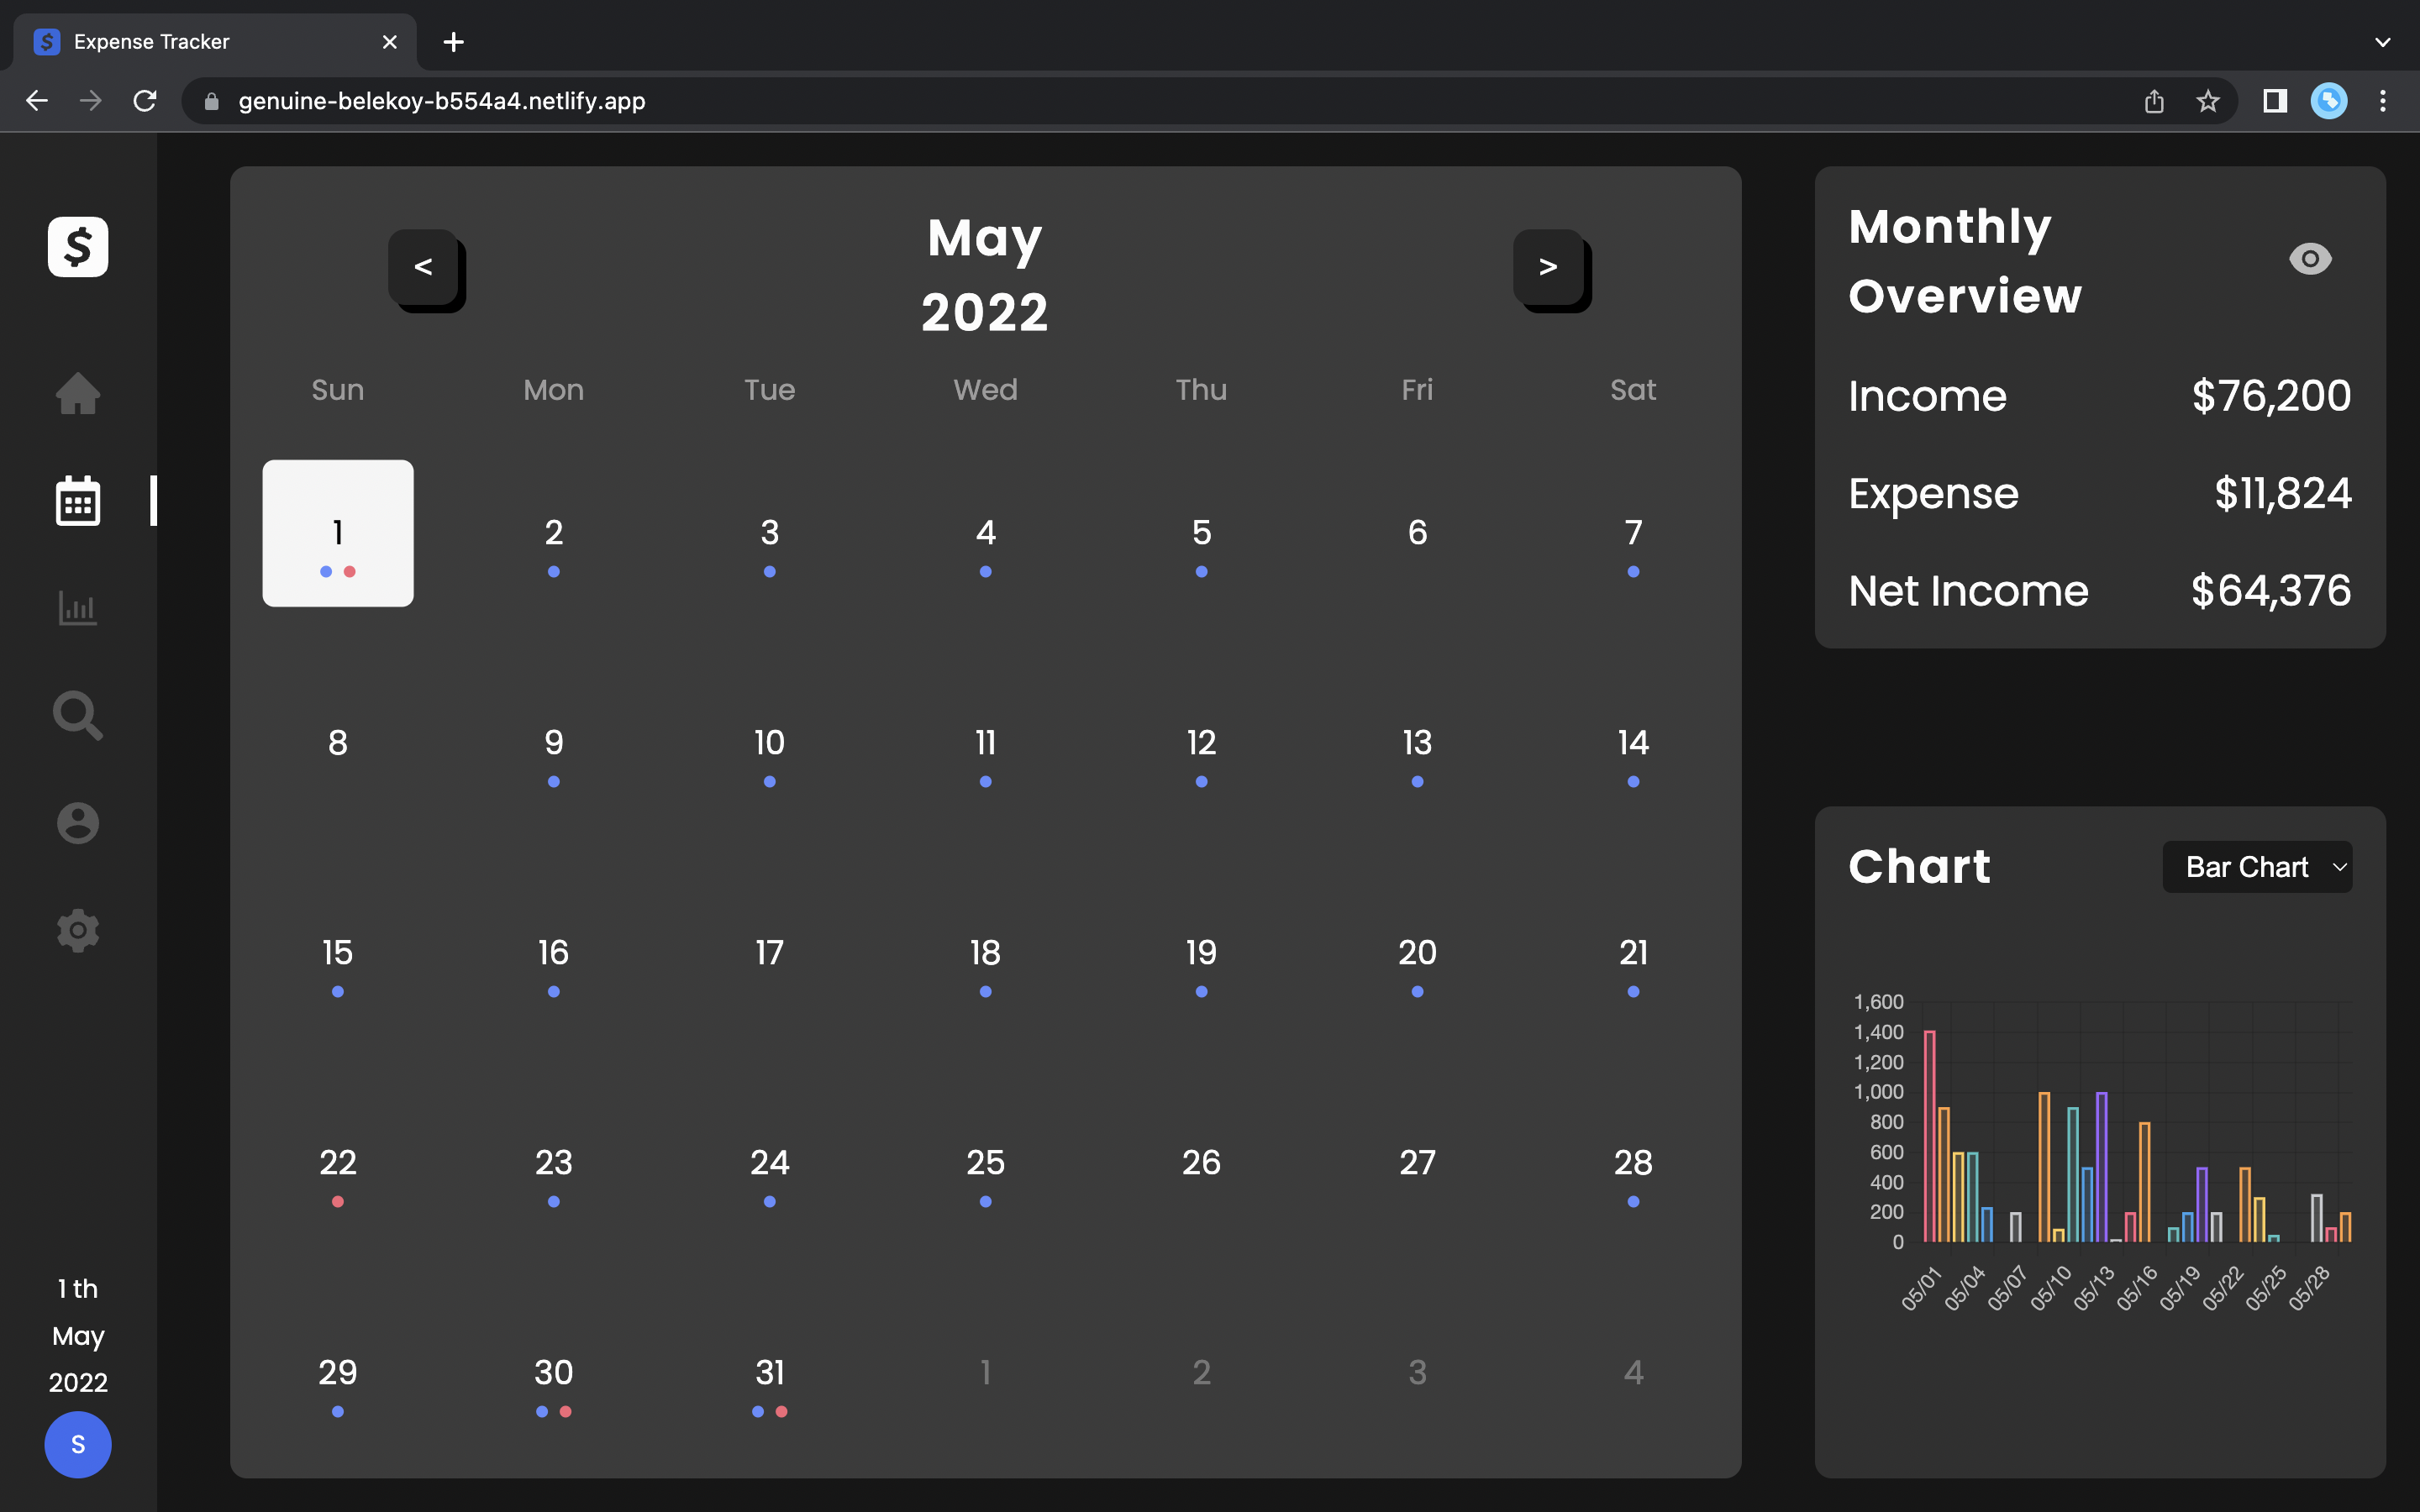 Expense Tracker
genuine-belekoy-b554a4.netlify.app
$
1 th
May
2022
S
<
May
2022
>
Sun Mon Tue Wed Thu Fri Sat
1 2 3 4 5 6 7
8 9 10 11 12 13 14
15 16 17 18 19 20 21
22 23 24 25 26 27 28
29 30 31 1 2 3 4
Monthly
Overview
Income $76,200
Expense $11,824
Net Income $64,376
Chart Bar Chart
1,600
1,400
1,200
1,000
800
600
400
200
0
05/01 05/04 05/07 05/10 05/13 05/16 05/19 05/22 05/25 05/28